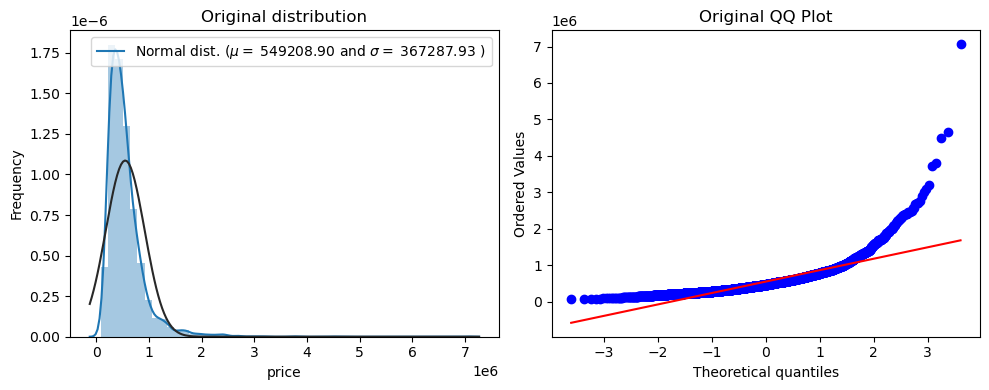 Original distribution
1e−6
Normal dist. (μ = 549208.90 and σ = 367287.93 )
1.75
1.50
1.25
1.00
0.75
0.50
0.25
0.00
Frequency
0 1 2 3 4 5 6 7
1e6
price
Original QQ Plot
1e6
7
6
5
4
3
2
1
0
Ordered Values
−3 −2 −1 0 1 2 3
Theoretical quantiles